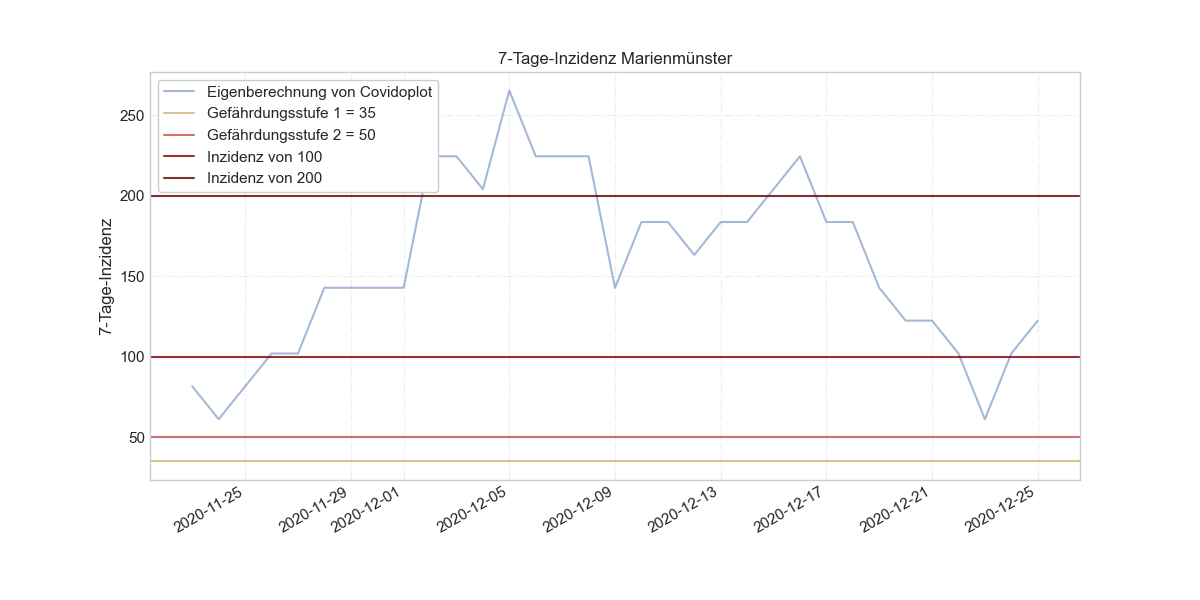 7-Tage-Inzidenz Marienmünster
Eigenberechnung von Covidoplot
Gefährdungsstufe 1 = 35
Gefährdungsstufe 2 = 50
Inzidenz von 100
Inzidenz von 200
7-Tage-Inzidenz
250
200
150
100
50
2020-11-25
2020-11-29
2020-12-01
2020-12-05
2020-12-09
2020-12-13
2020-12-17
2020-12-21
2020-12-25